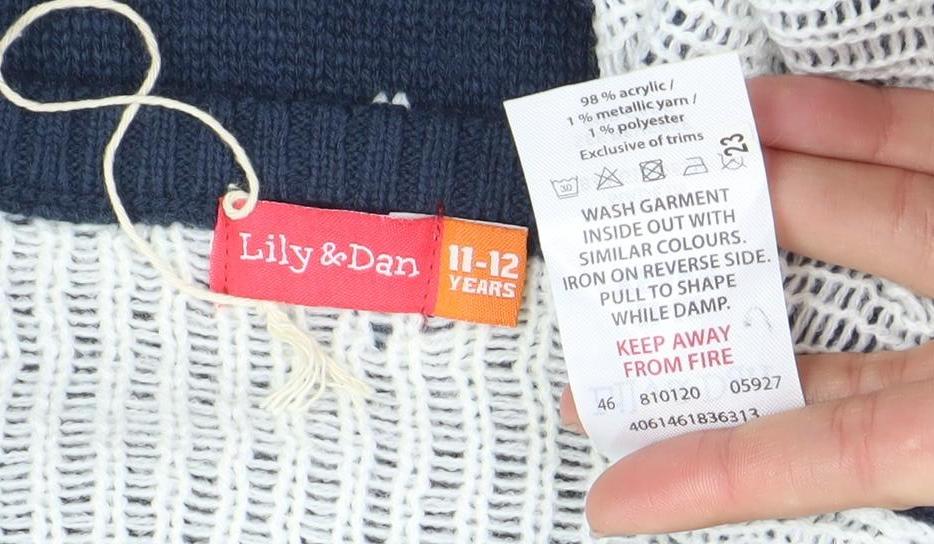 Lily & Dan
11-12
YEARS
98 % acrylic /
1 % metallic yarn /
1 % polyester
Exclusive of trims
23
30
WASH GARMENT
INSIDE OUT WITH
SIMILAR COLOURS.
IRON ON REVERSE SIDE.
PULL TO SHAPE
WHILE DAMP.
KEEP AWAY
FROM FIRE
46 810120 05927
4061461836313